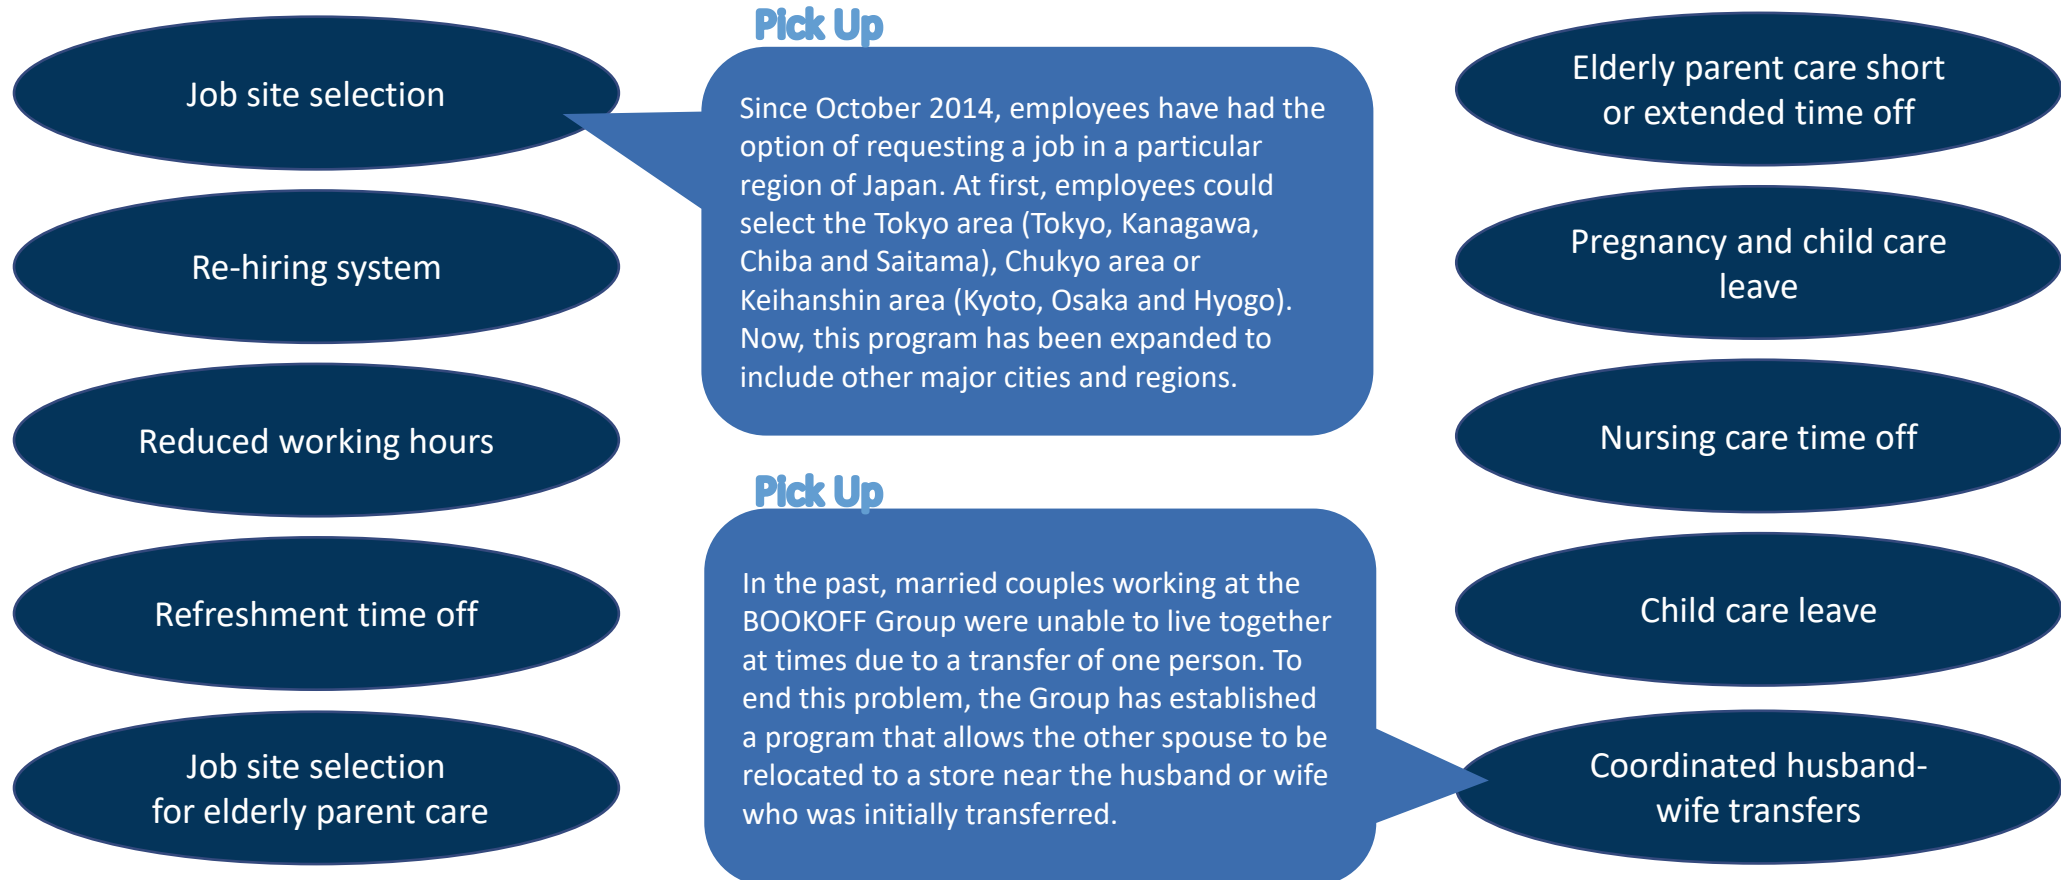 Job site selection
Re-hiring system
Reduced working hours
Refreshment time off
Job site selection
for elderly parent care
Pick Up
Since October 2014, employees have had the
option of requesting a job in a particular
region of Japan. At first, employees could
select the Tokyo area (Tokyo, Kanagawa,
Chiba and Saitama), Chukyo area or
Keihanshin area (Kyoto, Osaka and Hyogo).
Now, this program has been expanded to
include other major cities and regions.
Pick Up
In the past, married couples working at the
BOOKOFF Group were unable to live together
at times due to a transfer of one person. To
end this problem, the Group has established
a program that allows the other spouse to be
relocated to a store near the husband or wife
who was initially transferred.
Elderly parent care short
or extended time off
Pregnancy and child care
leave
Nursing care time off
Child care leave
Coordinated husband-
wife transfers